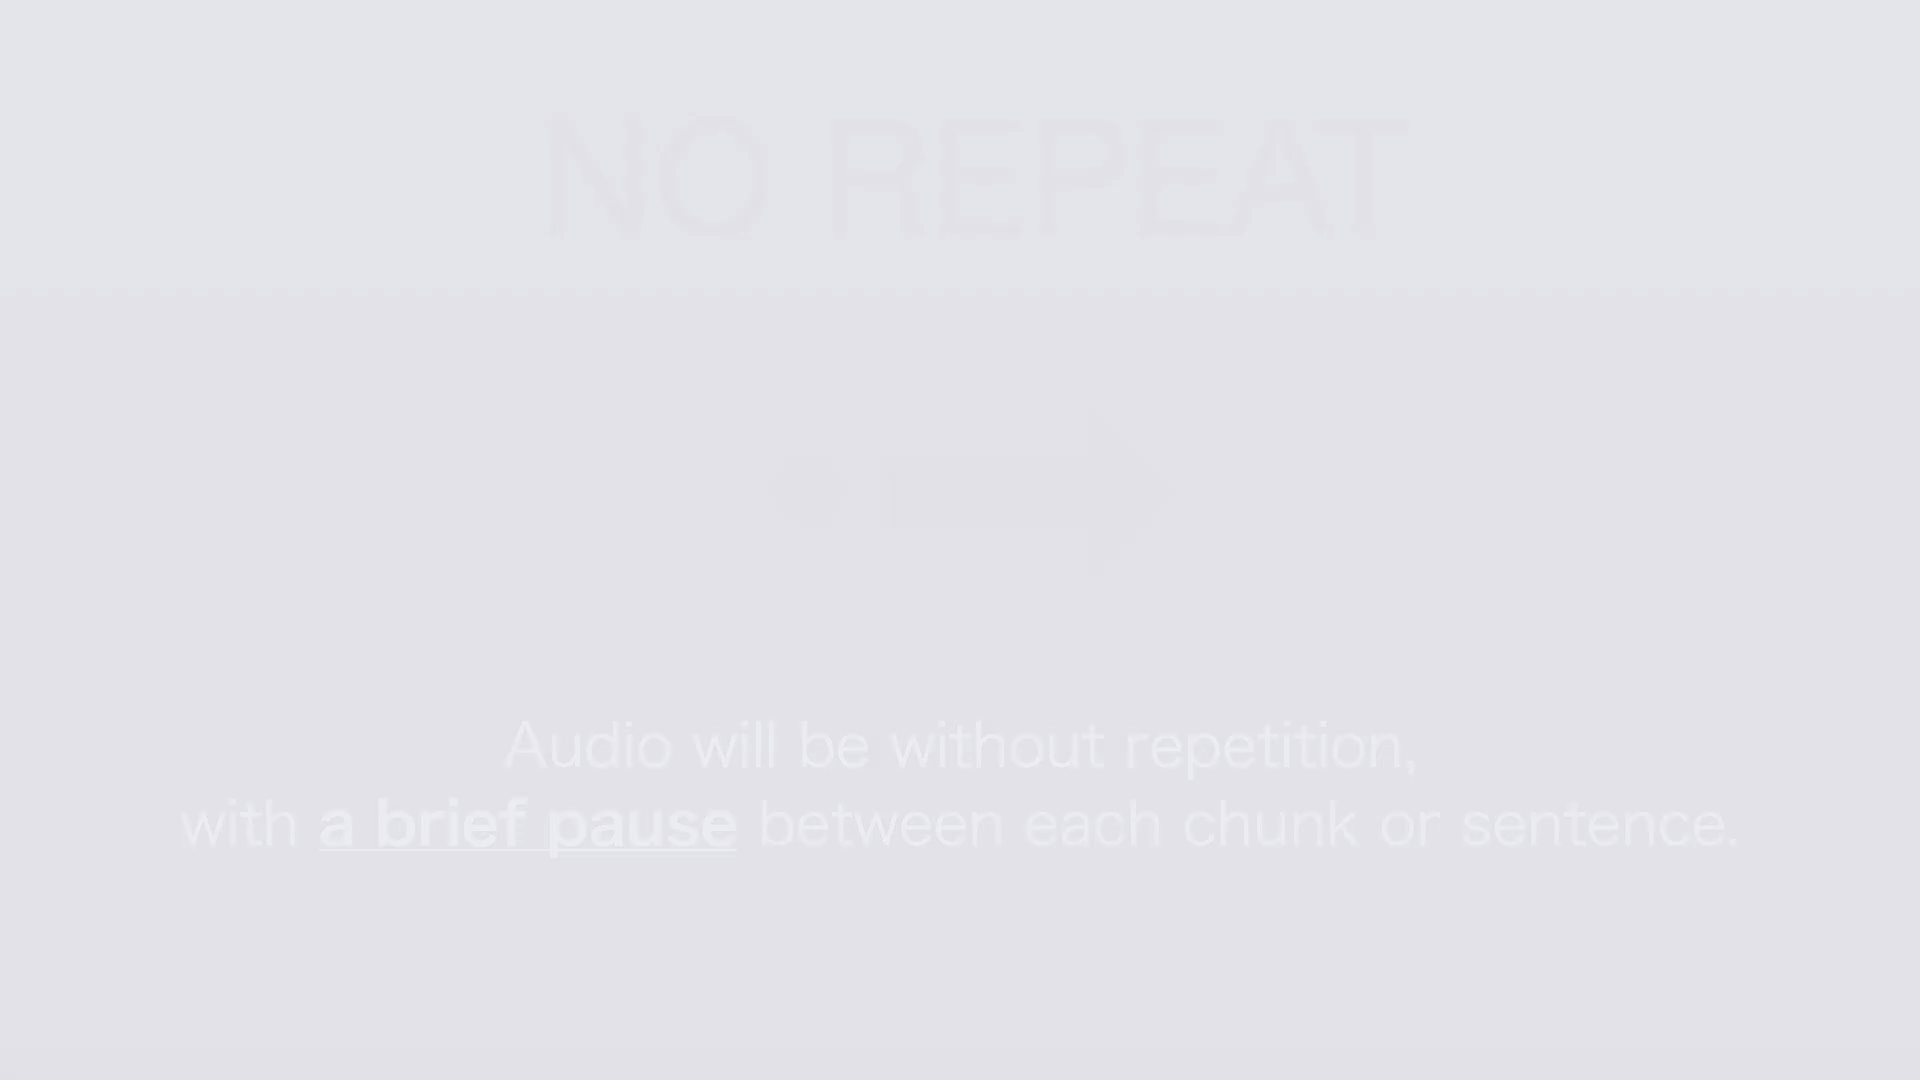 NO REPEAT
Audio will be without repetition,
with a brief pause between each chunk or sentence.